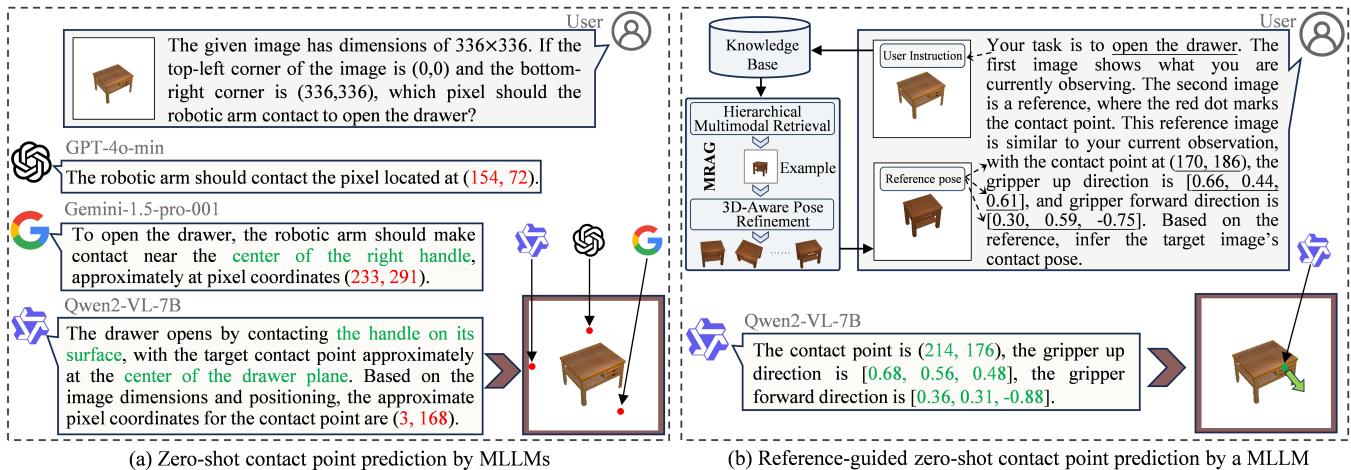 User
The given image has dimensions of 336×336. If the
top-left corner of the image is (0,0) and the bottom-
right corner is (336,336), which pixel should the
robotic arm contact to open the drawer?
GPT-4o-min
The robotic arm should contact the pixel located at (154, 72).
Gemini-1.5-pro-001
To open the drawer, the robotic arm should make
contact near the center of the right handle,
approximately at pixel coordinates (233, 291).
Qwen2-VL-7B
The drawer opens by contacting the handle on its
surface, with the target contact point approximately
at the center of the drawer plane. Based on the
image dimensions and positioning, the approximate
pixel coordinates for the contact point are (3, 168).
(a) Zero-shot contact point prediction by MLLMs
User
Knowledge
Base
Hierarchical
Multimodal Retrieval
MRAG
Example
3D-Aware Pose
Refinement
......
User Instruction
Reference pose
Your task is to open the drawer. The
first image shows what you are
currently observing. The second image
is a reference, where the red dot marks
the contact point. This reference image
is similar to your current observation,
with the contact point at (170, 186), the
gripper up direction is [0.66, 0.44,
0.61], and gripper forward direction is
[0.30, 0.59, -0.75]. Based on the
reference, infer the target image's
contact pose.
Qwen2-VL-7B
The contact point is (214, 176), the gripper up
direction is [0.68, 0.56, 0.48], the gripper
forward direction is [0.36, 0.31, -0.88].
(b) Reference-guided zero-shot contact point prediction by a MLLM